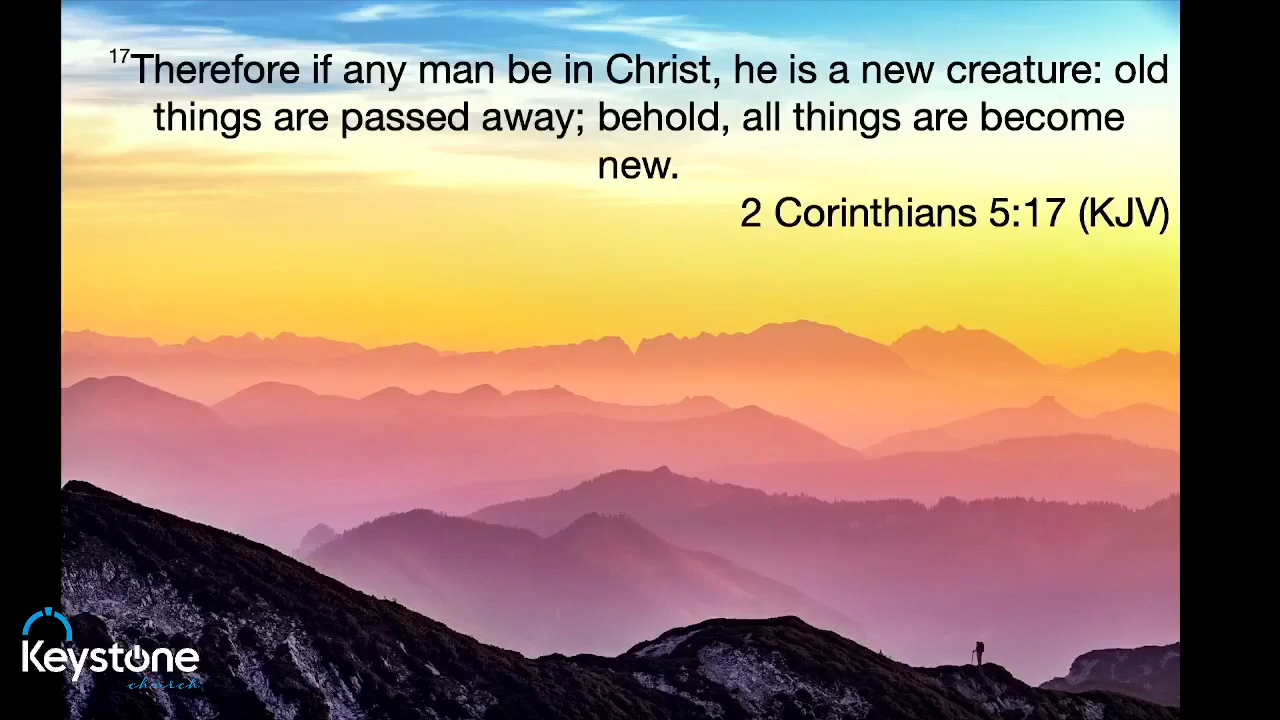 17Therefore if any man be in Christ, he is a new creature: old
things are passed away; behold, all things are become
new.
2 Corinthians 5:17 (KJV)
Keystone
church